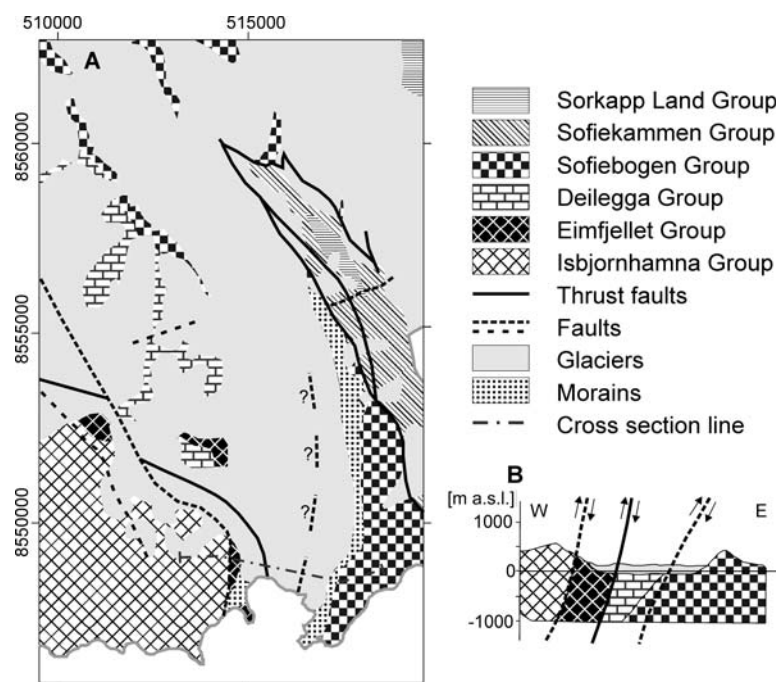 510000 515000
A
8560000
8555000
8550000
?
?
?
Sorkapp Land Group
Sofiekammen Group
Sofiebogen Group
Deilegga Group
Eimfjellet Group
Isbjornhamna Group
Thrust faults
Faults
Glaciers
Morains
Cross section line
B
[m a.s.l.]
W E
1000
0
-1000